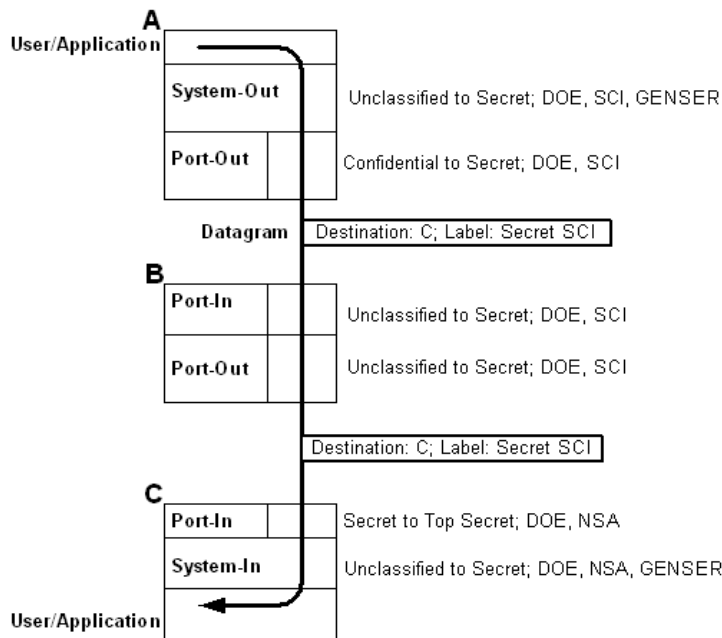 A
User/Application
System-Out
Unclassified to Secret; DOE, SCI, GENSER
Port-Out
Confidential to Secret; DOE, SCI
Datagram
Destination: C; Label: Secret SCI
B
Port-In
Unclassified to Secret; DOE, SCI
Port-Out
Unclassified to Secret; DOE, SCI
Destination: C; Label: Secret SCI
C
Port-In
Secret to Top Secret; DOE, NSA
System-In
Unclassified to Secret; DOE, NSA, GENSER
User/Application